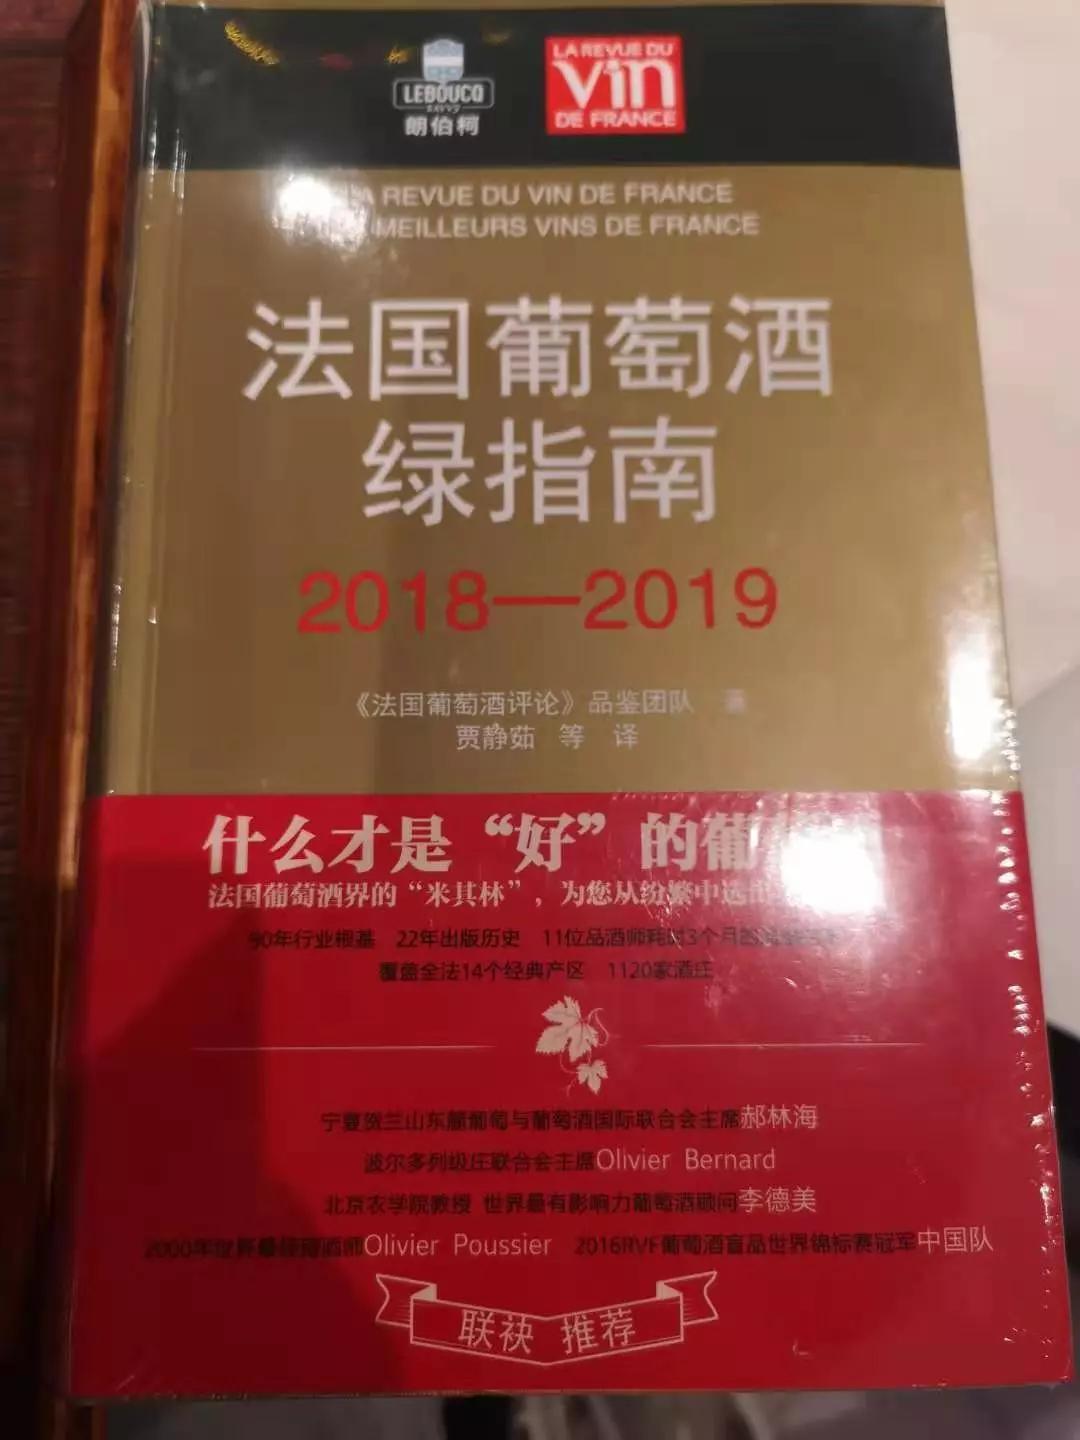 LEBOUCQ
朗伯柯
LA REVUE DU
vin
DE FRANCE
A REVUE DU VIN DE FRANCE
MEILLEURS VINS DE FRANCE
法国葡萄酒
绿指南
2018—2019
《法国葡萄酒评论》品鉴团队 著
贾静茹 等 译
什么才是“好”的葡
法国葡萄酒界的“米其林”，为您从纷繁中选出
90年行业根基 22年出版历史 11位品酒师耗时3个月的
覆盖全法14个经典产区 1120家酒庄
宁夏贺兰山东麓葡萄与葡萄酒国际联合会主席郝林海
波尔多列级庄联合会主席Olivier Bernard
北京农学院教授 世界最有影响力葡萄酒顾问李德美
2000年世界最佳侍酒师Olivier Poussier 2016RVF葡萄酒盲品世界锦标赛冠军中国队
联袂 推荐